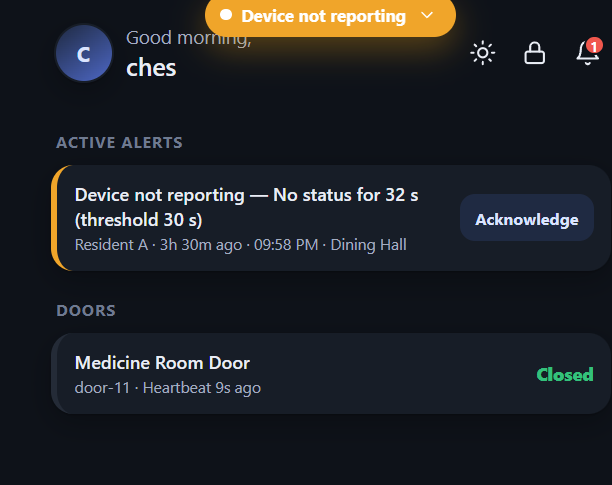 Device not reporting
Good morning,
C
ches
1
ACTIVE ALERTS
Device not reporting — No status for 32 s
(threshold 30 s)
Resident A · 3h 30m ago · 09:58 PM · Dining Hall
Acknowledge
DOORS
Medicine Room Door
door-11 · Heartbeat 9s ago
Closed